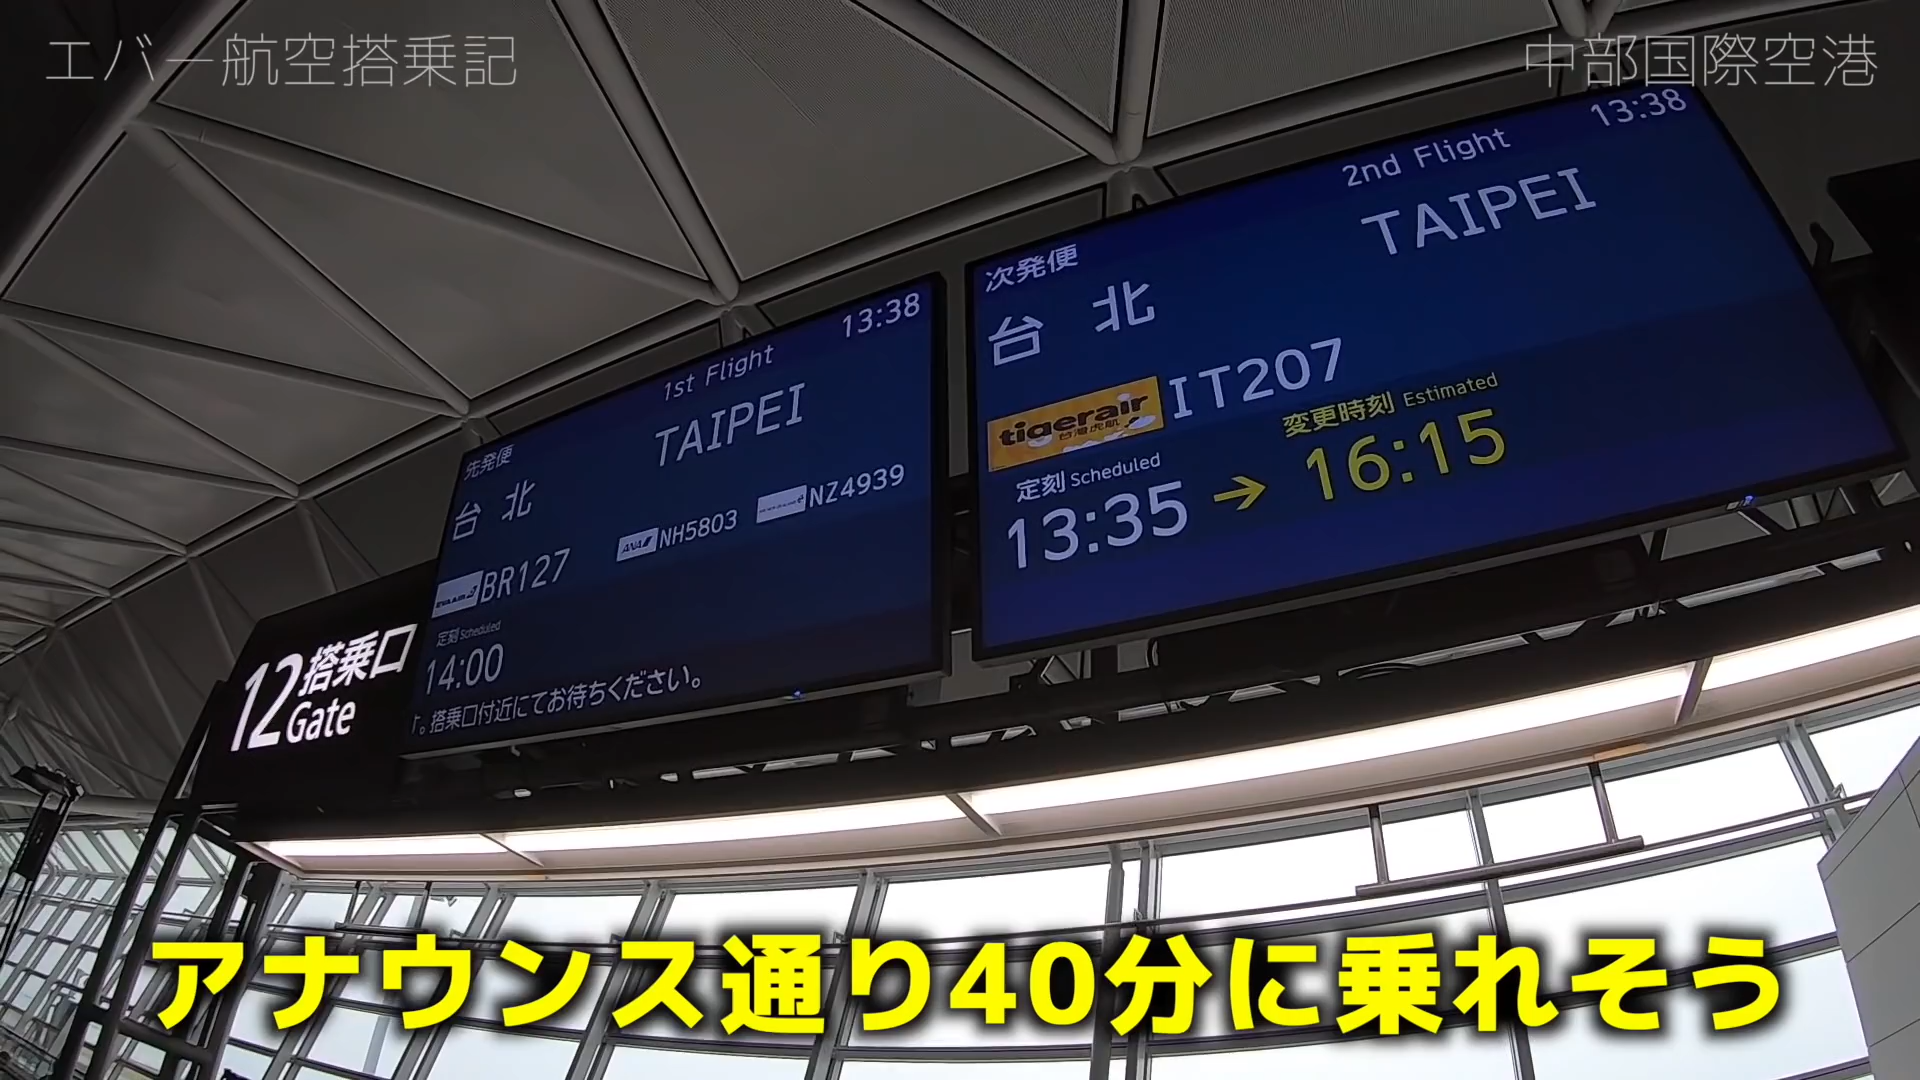 エバー航空搭乗記
中部国際空港
13:38
2nd Flight
次発便
TAIPEI
台北
tigerair
台灣虎航
IT207
定刻 Scheduled
変更時刻 Estimated
13:35 → 16:15
13:38
1st Flight
先発便
TAIPEI
台北
EVA AIR BR127
ANA NH5803
NZ4939
定刻 Scheduled
14:00
。搭乗口付近にてお待ちください。
12 搭乗口
Gate
アナウンス通り40分に乗れそう